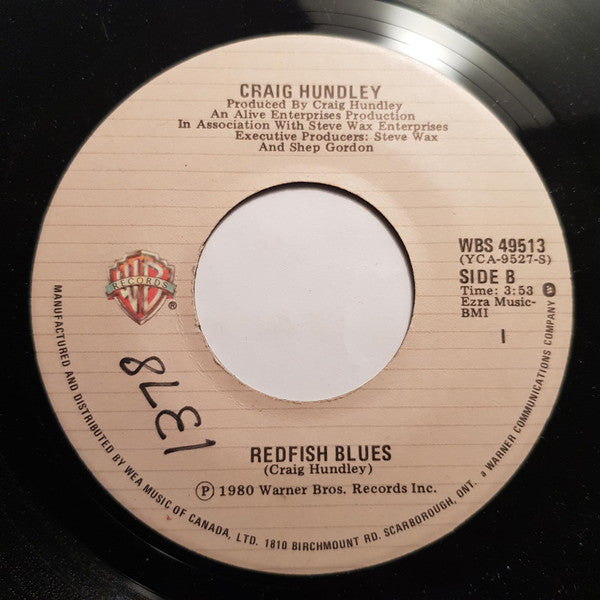 CRAIG HUNDLEY
Produced By Craig Hundley
An Alive Enterprises Production
In Association With Steve Wax Enterprises
Executive Producers: Steve Wax
And Shep Gordon
WB
RECORDS
®
WBS 49513
(YCA-9527-S)
SIDE B
Time: 3:53
Ezra Music-
BMI
1
1378
REDFISH BLUES
(Craig Hundley)
Ⓟ 1980 Warner Bros. Records Inc.
MANUFACTURED AND DISTRIBUTED BY WEA MUSIC OF CANADA, LTD. 1810 BIRCHMOUNT RD. SCARBOROUGH, ONT. A WARNER COMMUNICATIONS COMPANY